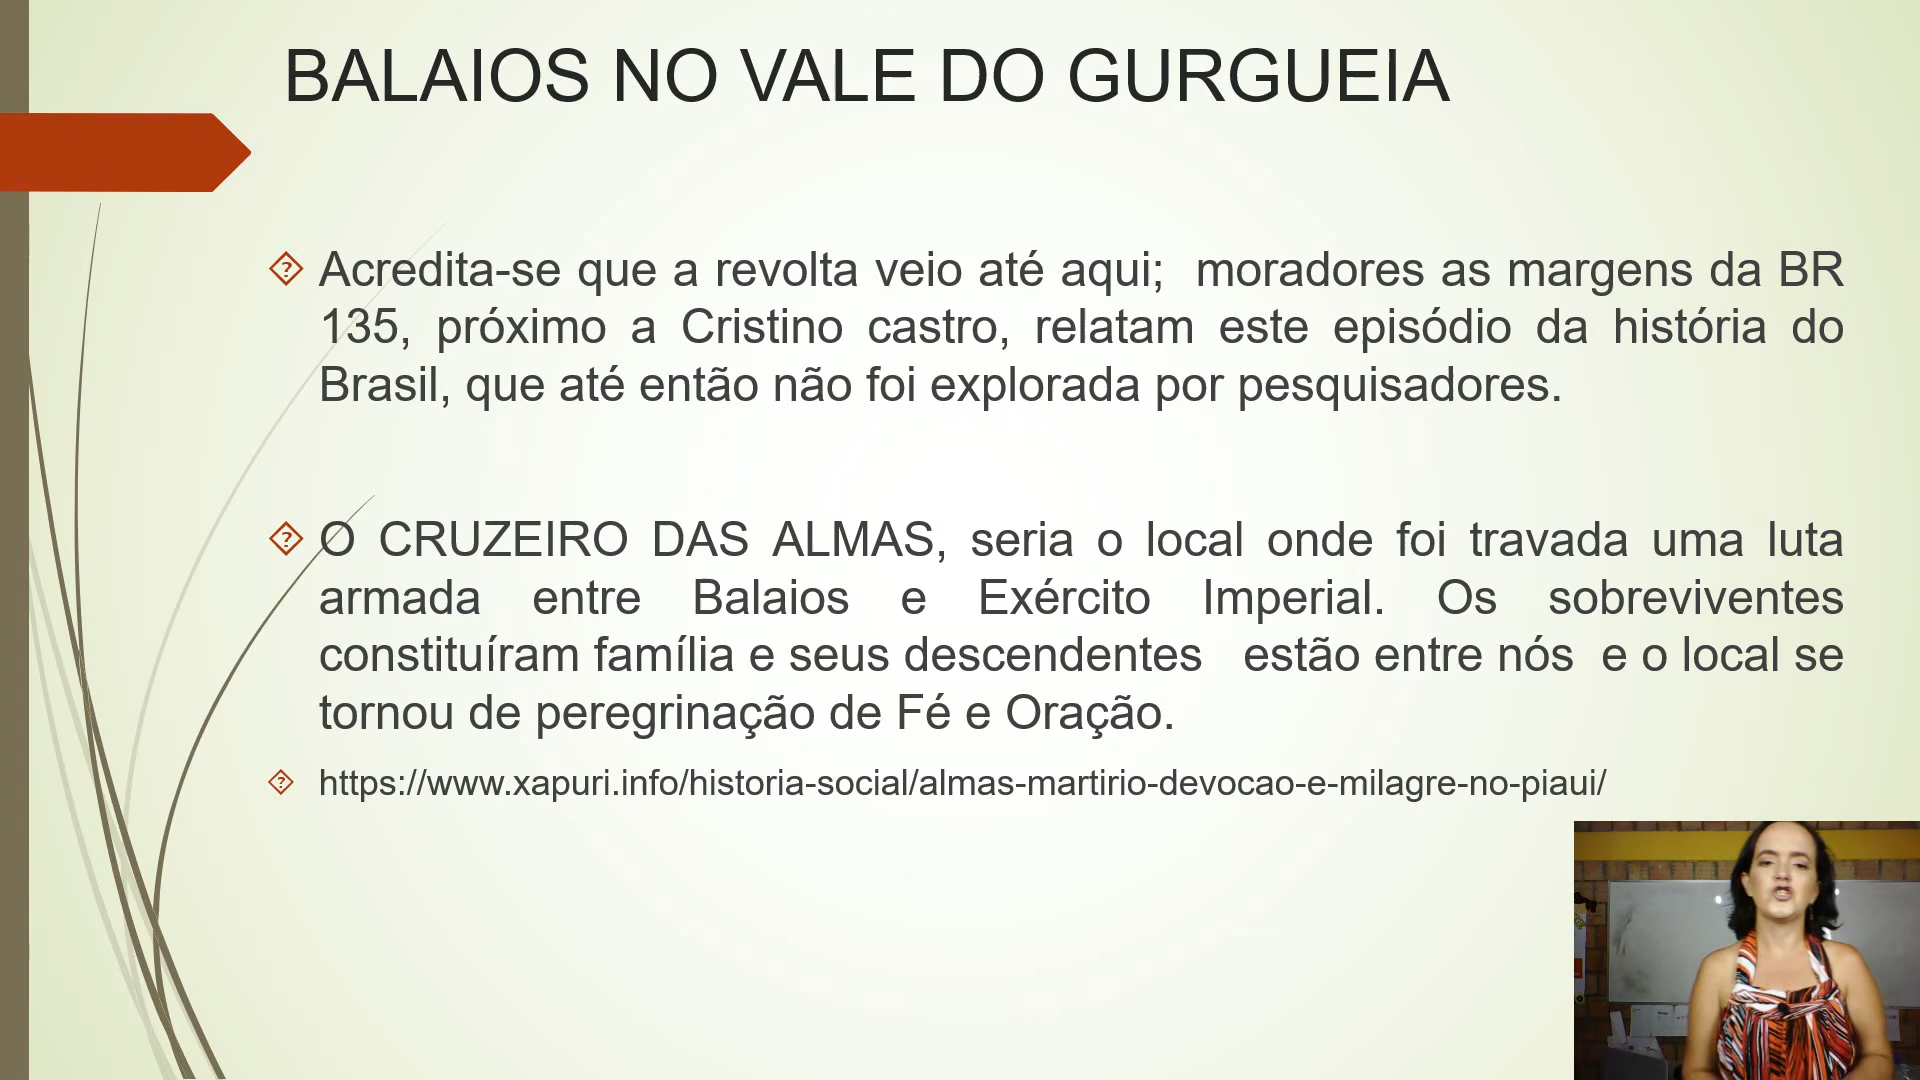 BALAIOS NO VALE DO GURGUEIA
Acredita-se que a revolta veio até aqui;  moradores as margens da BR
135, próximo a Cristino castro, relatam este episódio da história do
Brasil, que até então não foi explorada por pesquisadores.
O CRUZEIRO DAS ALMAS, seria o local onde foi travada uma luta
armada entre Balaios e Exército Imperial. Os sobreviventes
constituíram família e seus descendentes   estão entre nós  e o local se
tornou de peregrinação de Fé e Oração.
https://www.xapuri.info/historia-social/almas-martirio-devocao-e-milagre-no-piaui/